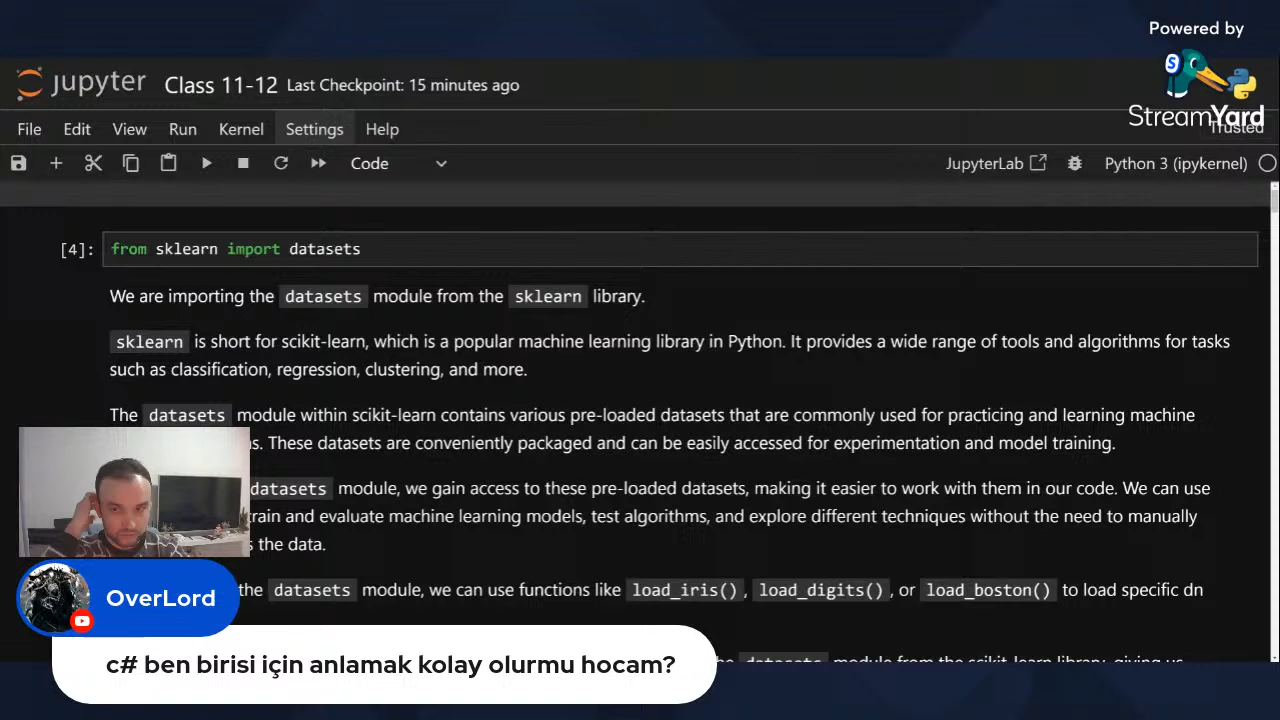 Powered by
StreamYard
Trusted
jupyter Class 11-12 Last Checkpoint: 15 minutes ago
File Edit View Run Kernel Settings Help
Code JupyterLab Python 3 (ipykernel)
[4]: from sklearn import datasets
We are importing the datasets module from the sklearn library.
sklearn is short for scikit-learn, which is a popular machine learning library in Python. It provides a wide range of tools and algorithms for tasks
such as classification, regression, clustering, and more.
The datasets module within scikit-learn contains various pre-loaded datasets that are commonly used for practicing and learning machine
These datasets are conveniently packaged and can be easily accessed for experimentation and model training.
datasets module, we gain access to these pre-loaded datasets, making it easier to work with them in our code. We can use
and evaluate machine learning models, test algorithms, and explore different techniques without the need to manually
the data.
the datasets module, we can use functions like load_iris(), load_digits(), or load_boston() to load specific dn
datasets module from the scikit-learn library, giving us
OverLord
c# ben birisi için anlamak kolay olurmu hocam?